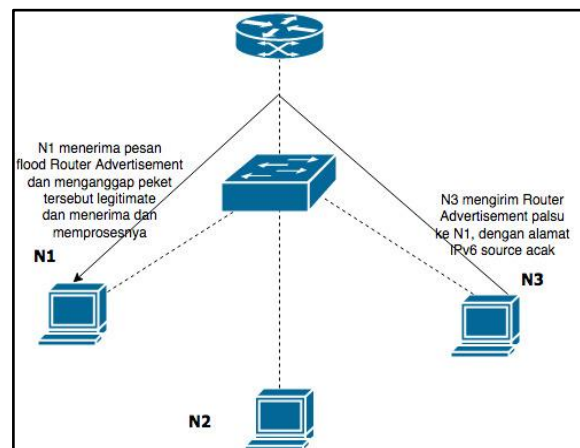 N1 menerima pesan
flood Router Advertisement
dan menganggap peket
tersebut legitimate
dan menerima dan
memprosesnya
N1
N3 mengirim Router
Advertisement palsu
ke N1, dengan alamat
IPv6 source acak
N3
N2